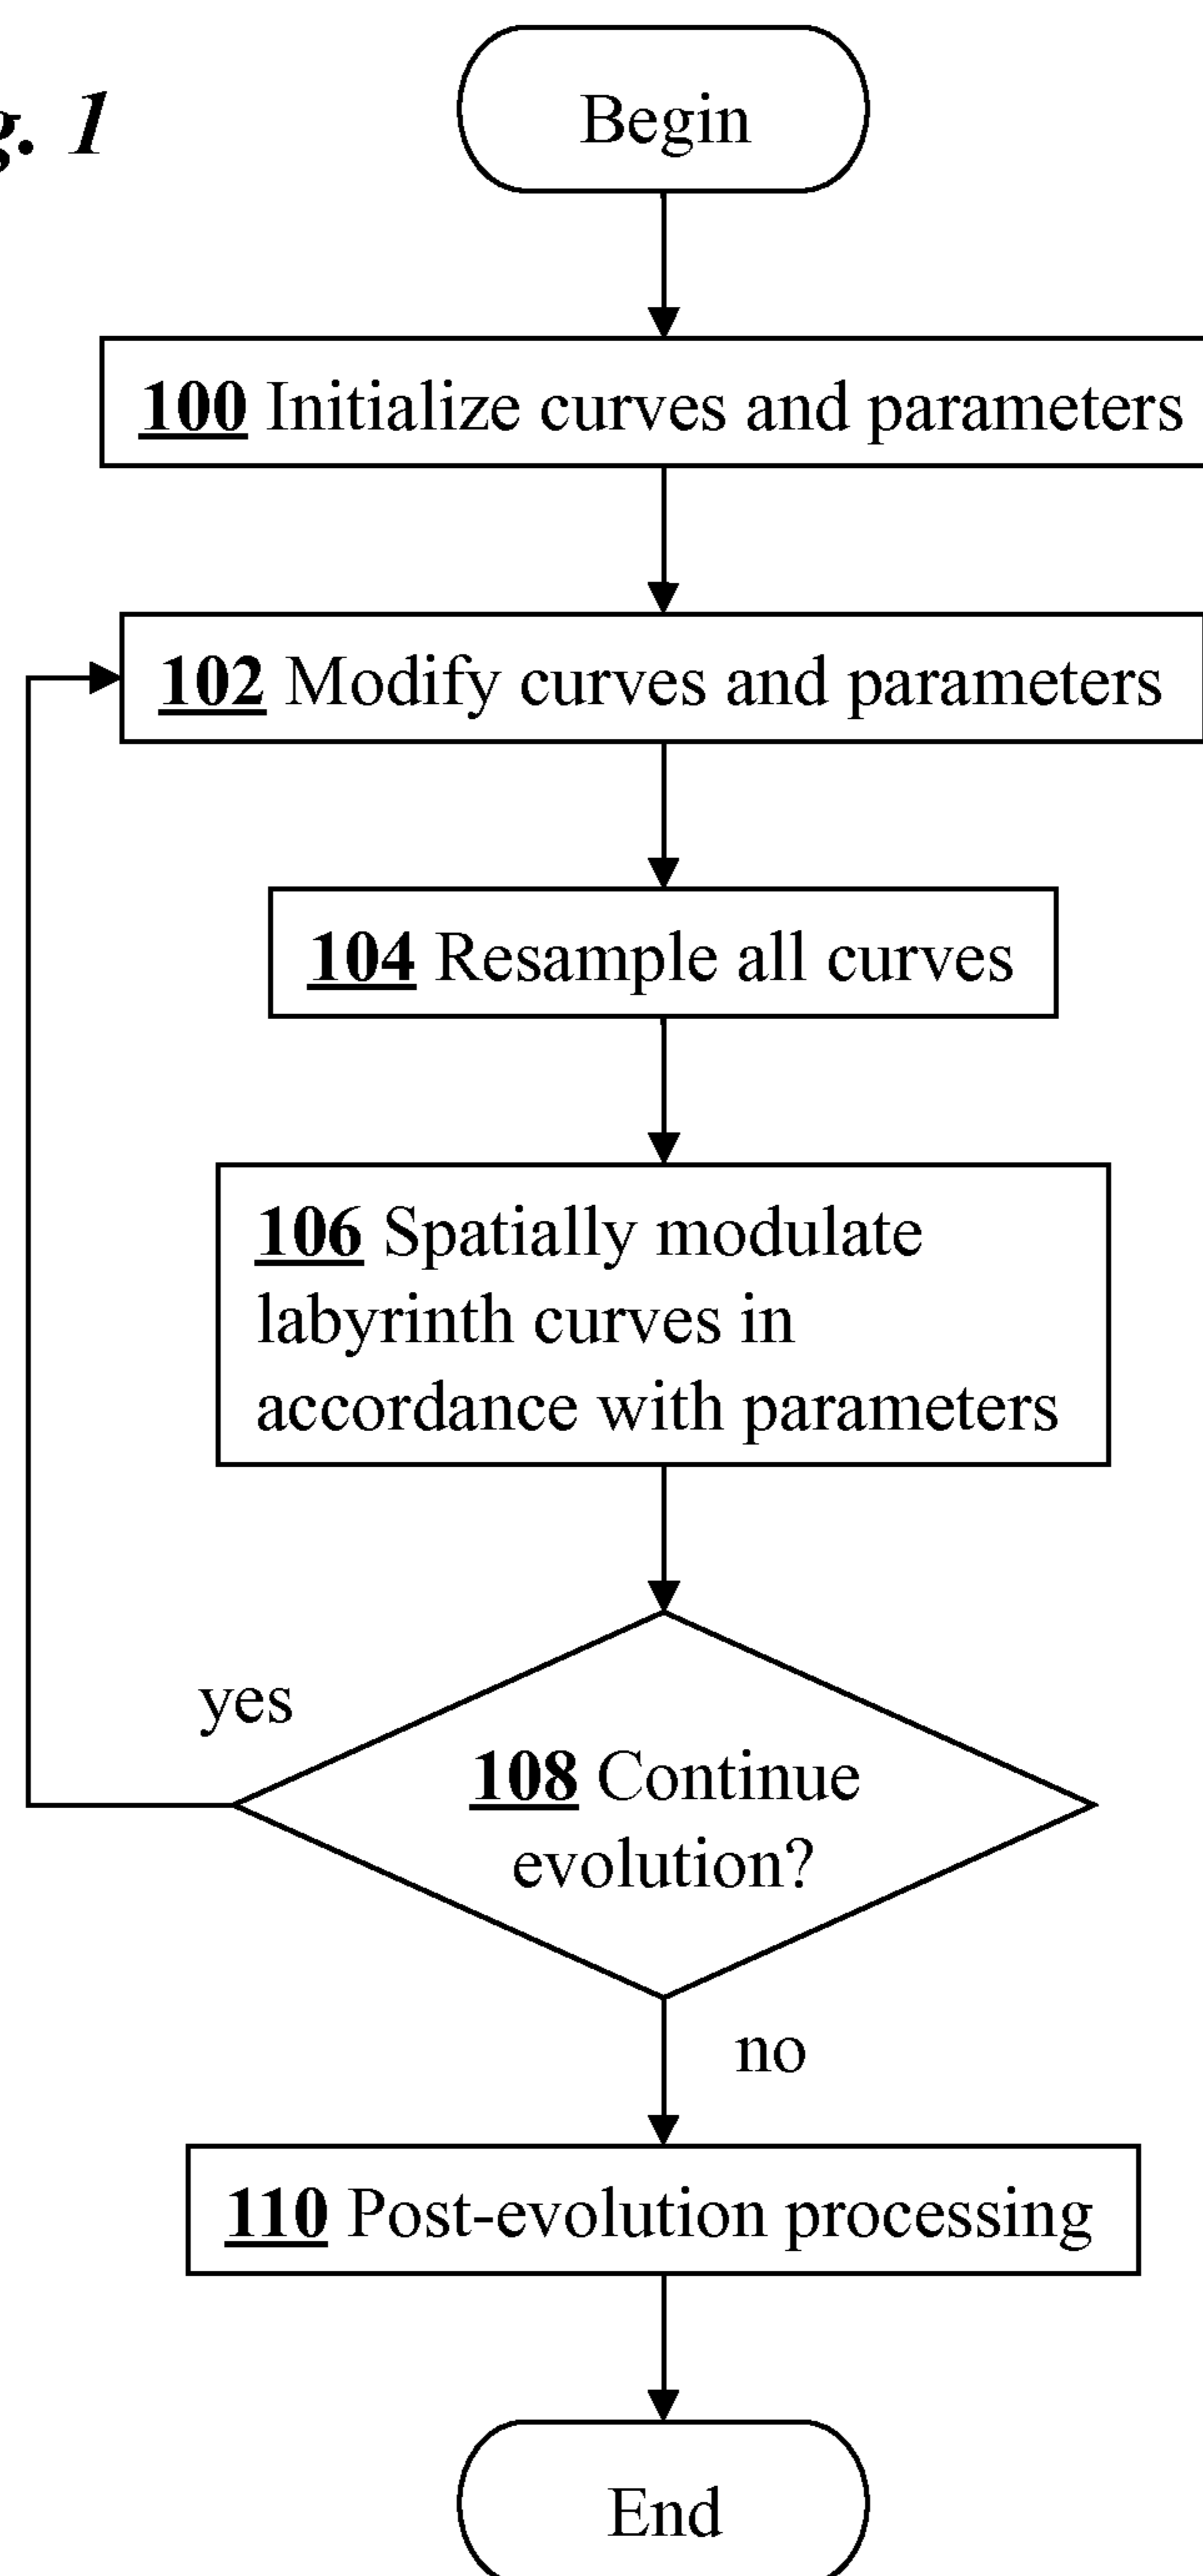 g. 1
Begin
100 Initialize curves and parameters
102 Modify curves and parameters
104 Resample all curves
106 Spatially modulate
labyrinth curves in
accordance with parameters
yes
108 Continue
evolution?
no
110 Post-evolution processing
End